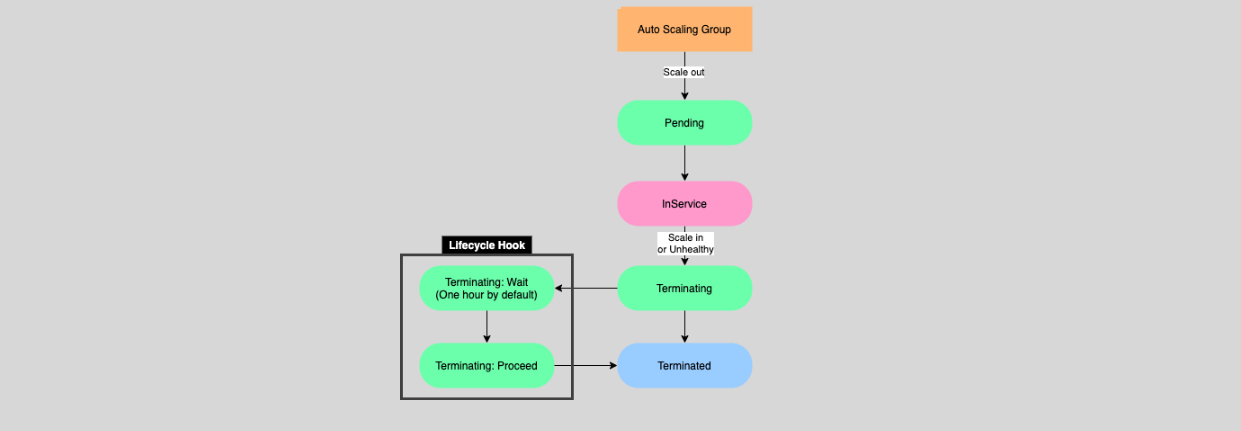 Auto Scaling Group
Scale out
Pending
InService
Scale in
or Unhealthy
Lifecycle Hook
Terminating: Wait
(One hour by default)
Terminating
Terminating: Proceed
Terminated